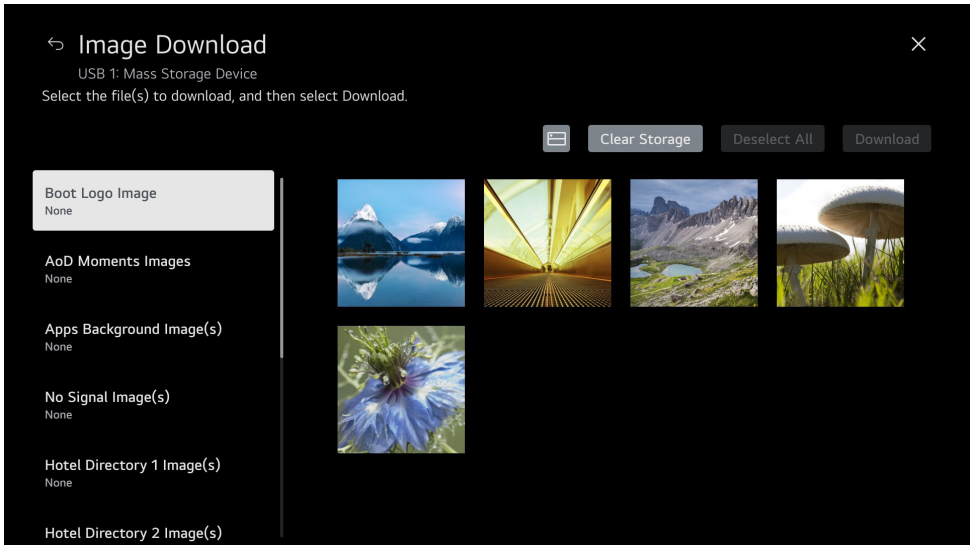 Image Download
USB 1: Mass Storage Device
Select the file(s) to download, and then select Download.
Clear Storage
Deselect All
Download
Boot Logo Image
None
AoD Moments Images
None
Apps Background Image(s)
None
No Signal Image(s)
None
Hotel Directory 1 Image(s)
None
Hotel Directory 2 Image(s)